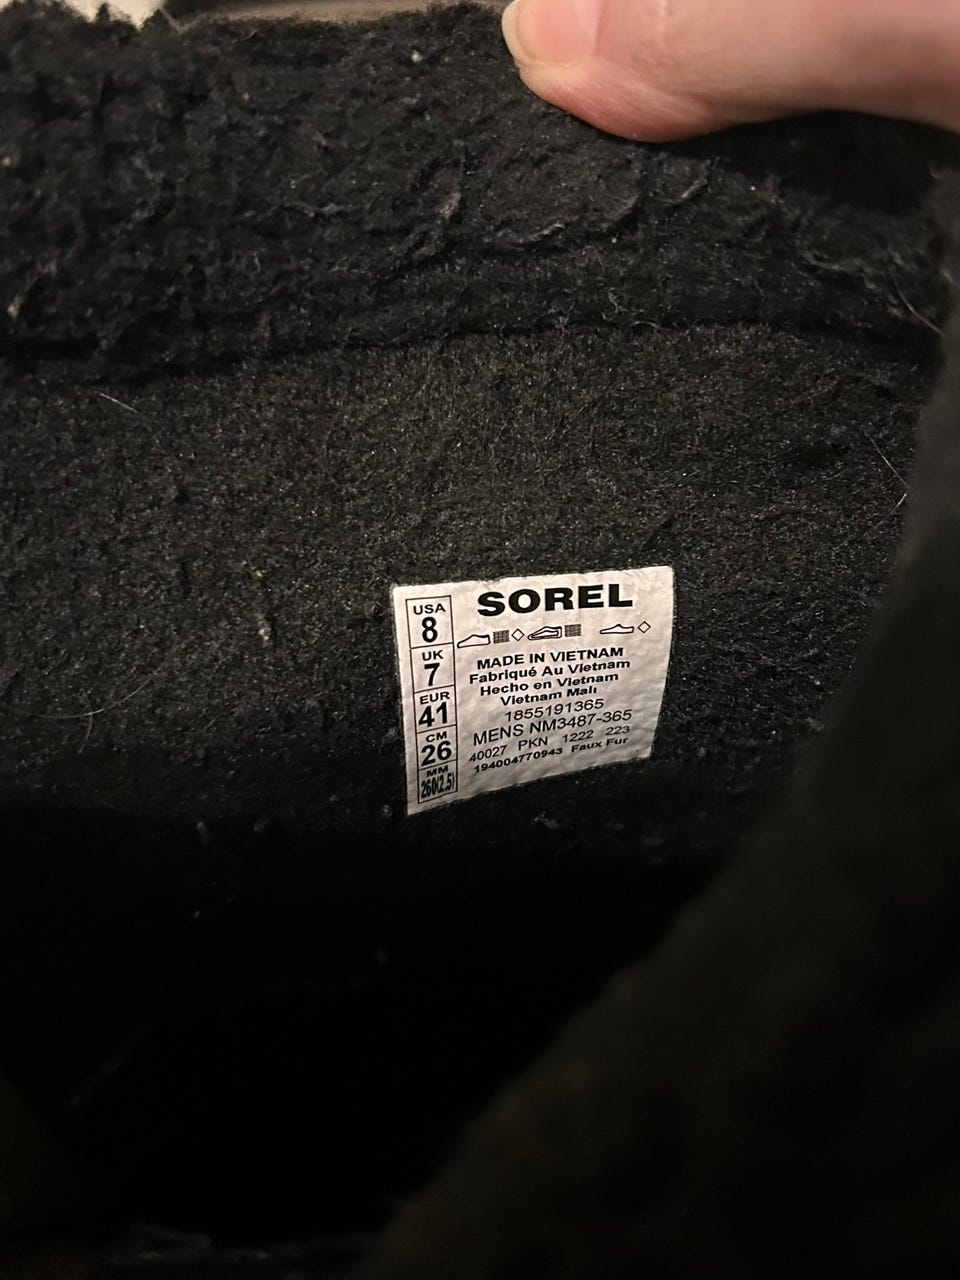 USA
8
UK
7
EUR
41
CM
26
MM
260(2.5)
SOREL
MADE IN VIETNAM
Fabriqué Au Vietnam
Hecho en Vietnam
Vietnam Malı
1855191365
MENS NM3487-365
40027 PKN 1222 223
194004770943 Faux Fur